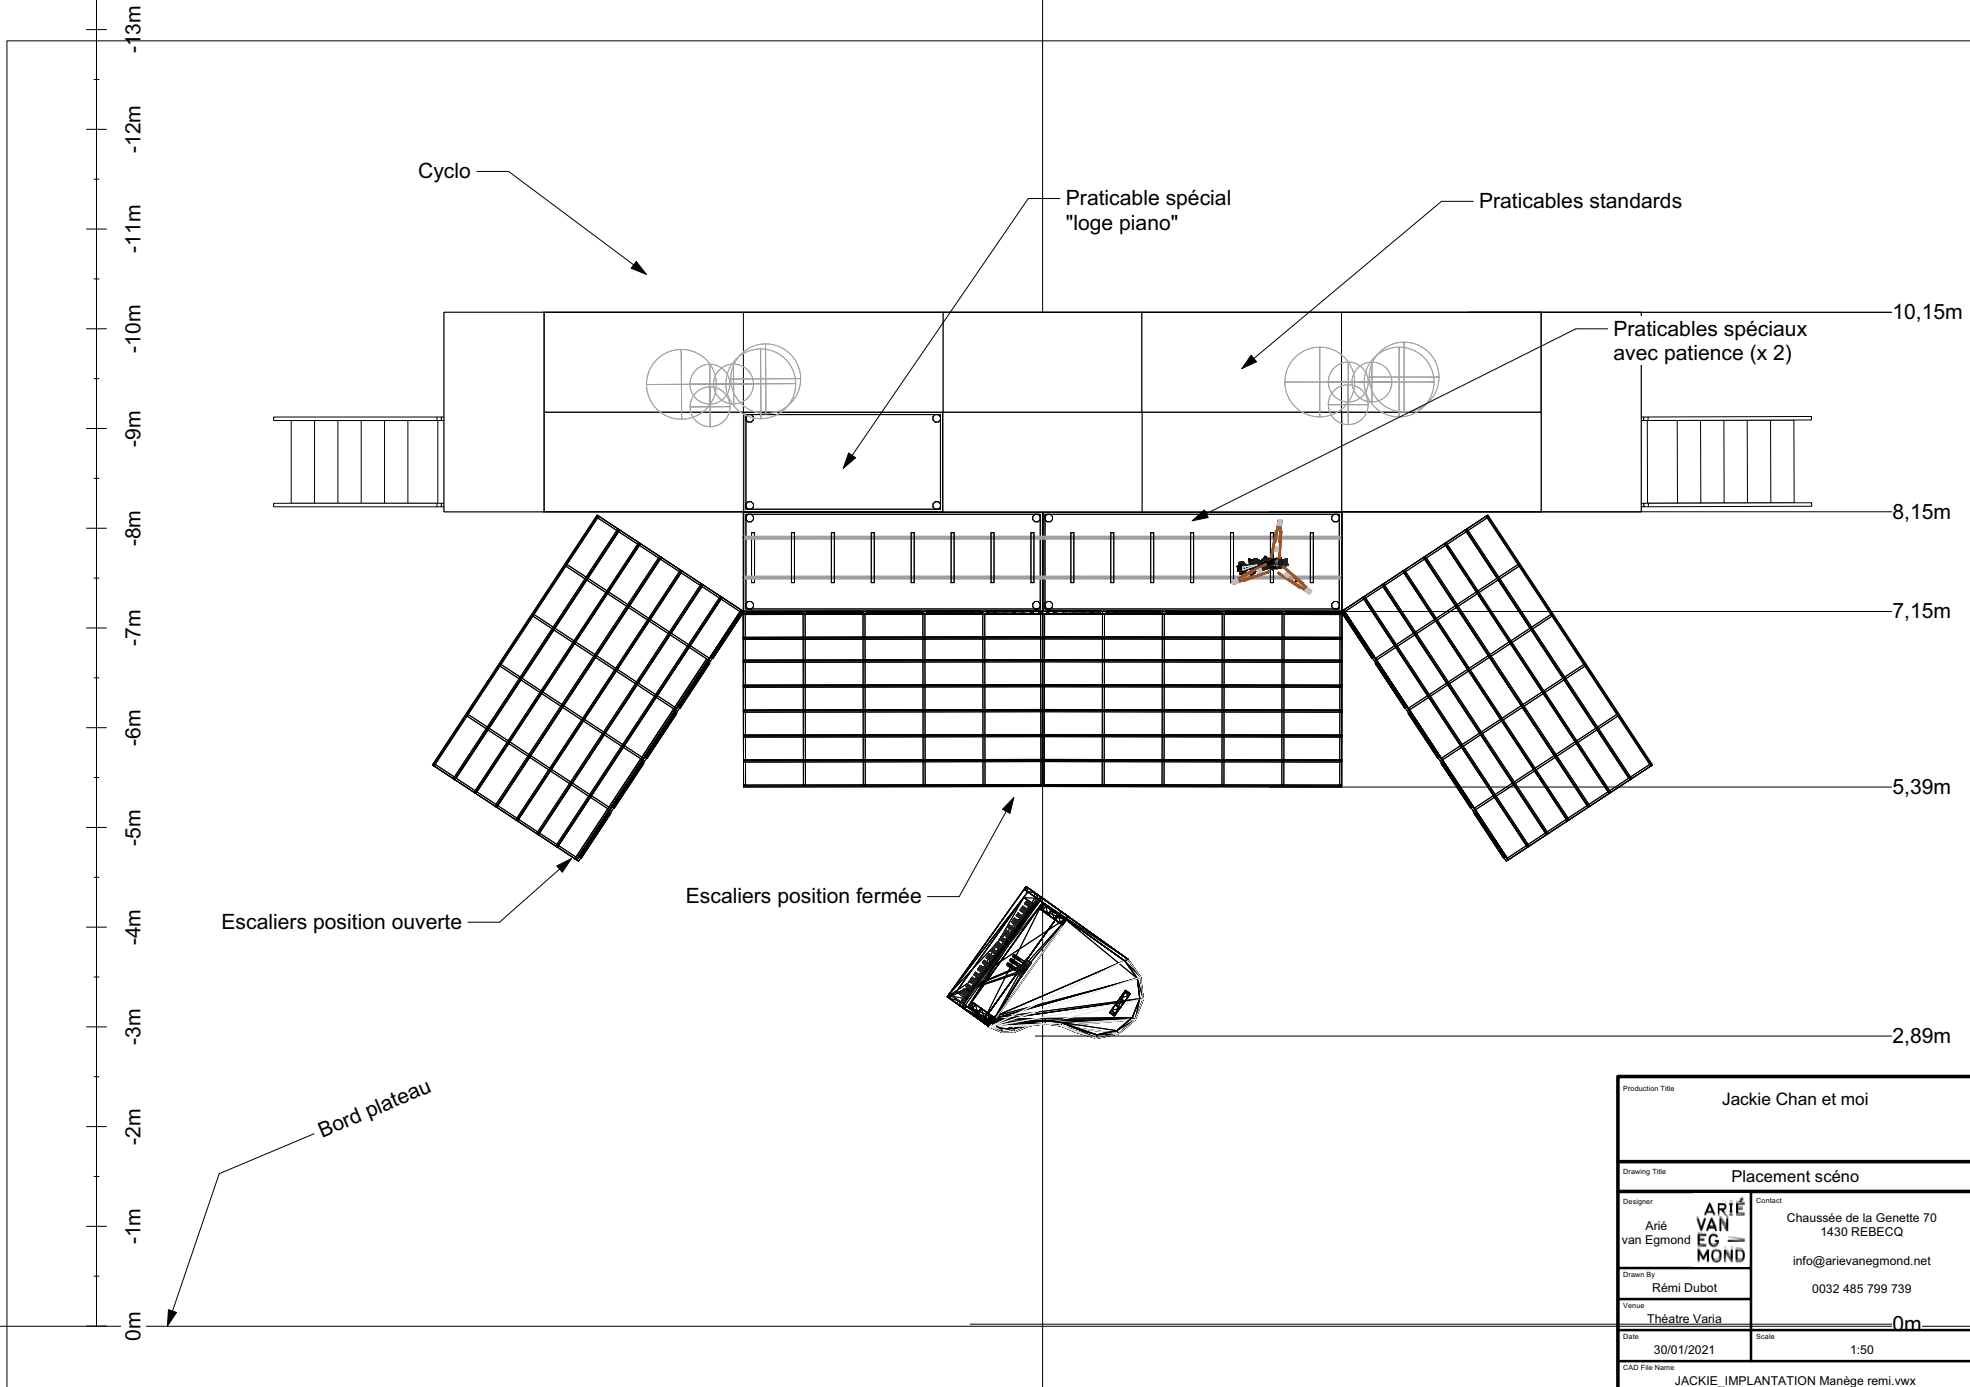 -13m
-12m
-11m
-10m
-9m
-8m
-7m
-6m
-5m
-4m
-3m
-2m
-1m
0m
Cyclo
Praticable spécial
"loge piano"
Praticables standards
10,15m
Praticables spéciaux
avec patience (x 2)
8,15m
7,15m
5,39m
Escaliers position fermée
Escaliers position ouverte
2,89m
Bord plateau
Production Title
Jackie Chan et moi
Drawing Title
Placement scéno
Designer
Arié
van Egmond
ARIÉ
VAN
EG —
MOND
Contact
Chaussée de la Genette 70
1430 REBECQ
info@arievanegmond.net
0032 485 799 739
Drawn By
Rémi Dubot
Venue
Théatre Varia
0m
Date
30/01/2021
Scale
1:50
CAD File Name
JACKIE_IMPLANTATION Manège remi.vwx